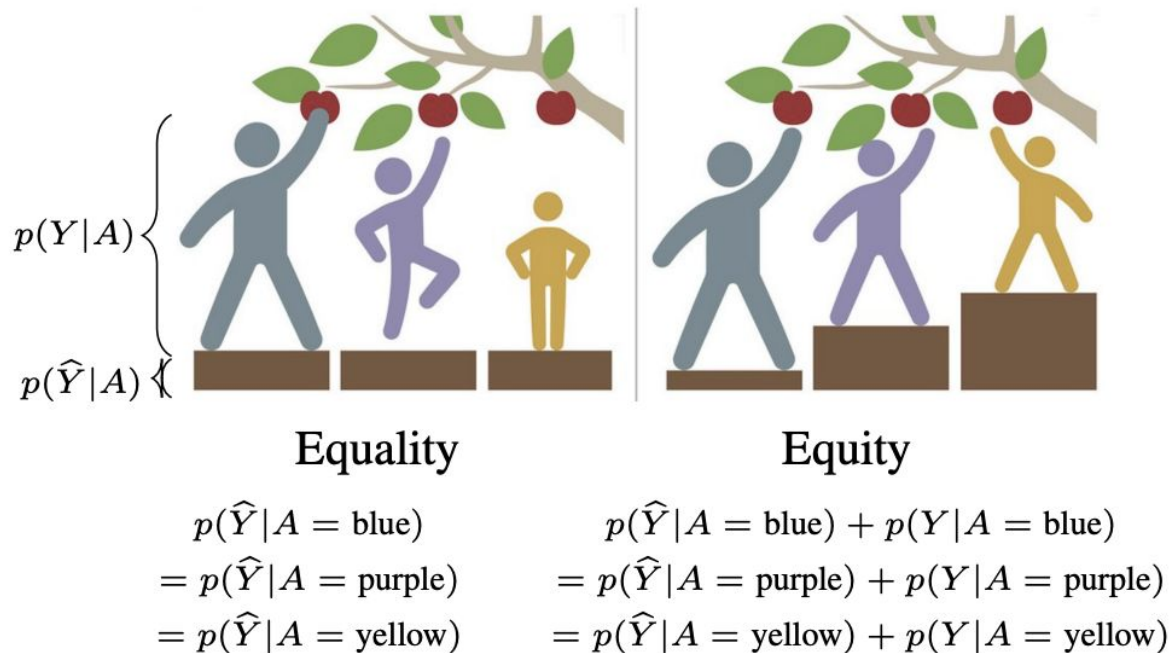 p(Y|A)
p(Ŷ|A)
Equality
p(Ŷ|A = blue)
= p(Ŷ|A = purple)
= p(Ŷ|A = yellow)
Equity
p(Ŷ|A = blue) + p(Y|A = blue)
= p(Ŷ|A = purple) + p(Y|A = purple)
= p(Ŷ|A = yellow) + p(Y|A = yellow)